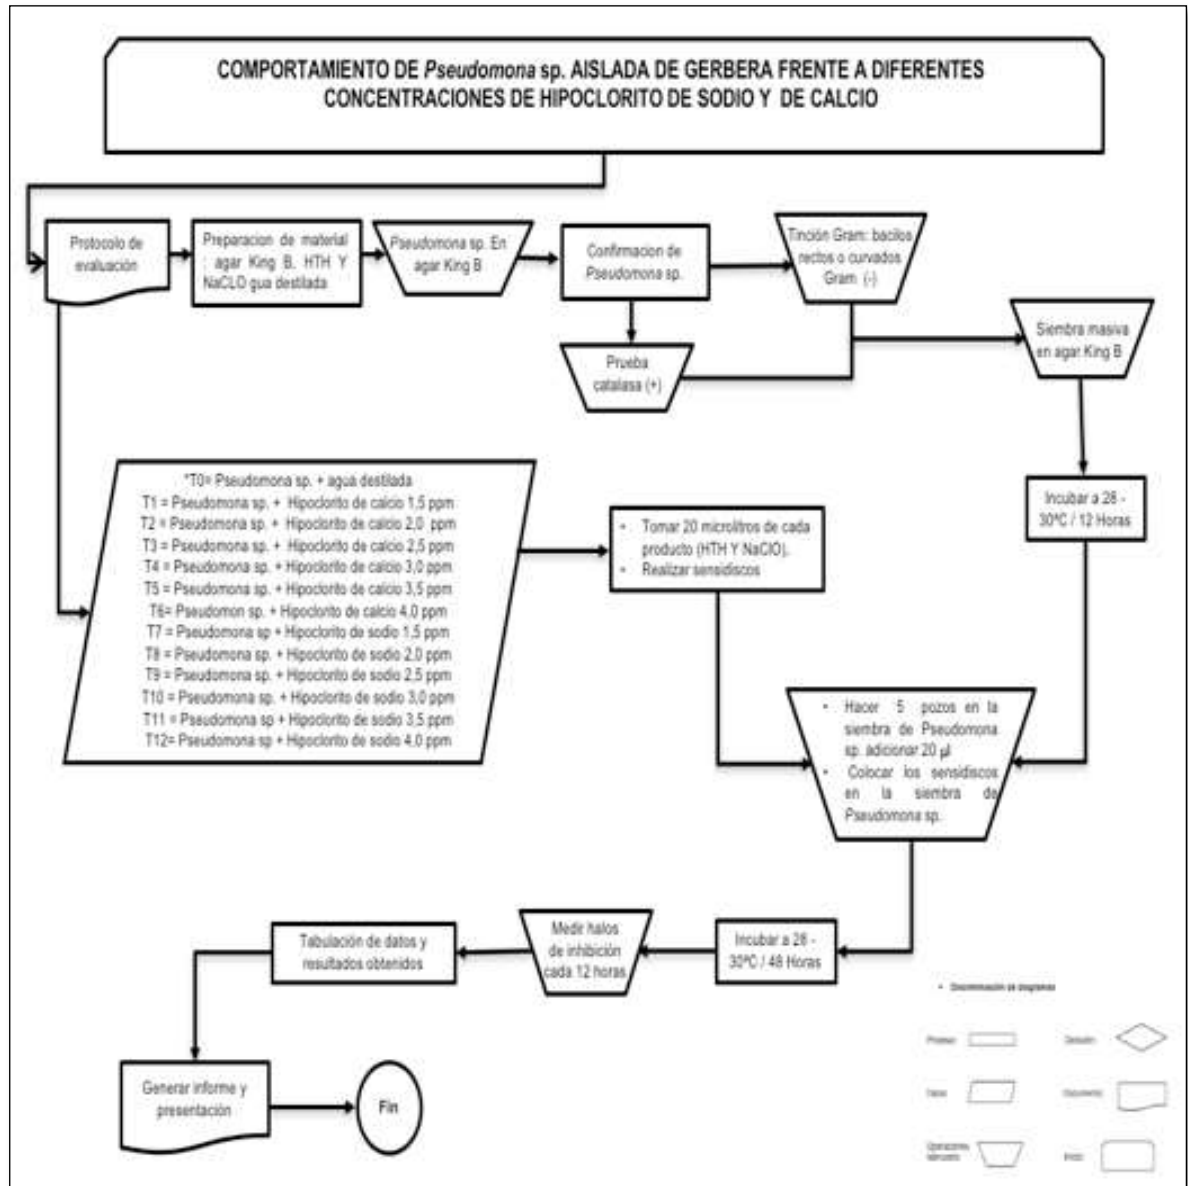 COMPORTAMIENTO DE Pseudomona sp. AISLADA DE GERBERA FRENTE A DIFERENTES
CONCENTRACIONES DE HIPOCLORITO DE SODIO Y DE CALCIO
Protocolo de
evaluación
Preparacion de material
: agar King B, HTH Y
NaCLO gua destilada
Pseudomona sp. En
agar King B
Confirmacion de
Pseudomona sp.
Tinción Gram: bacilos
rectos o curvados
Gram (-)
Prueba
catalasa (+)
Siembra masiva
en agar King B
Incubar a 28 -
30ºC / 12 Horas
*T0= Pseudomona sp. + agua destilada
T1 = Pseudomona sp. + Hipoclorito de calcio 1,5 ppm
T2 = Pseudomona sp. + Hipoclorito de calcio 2,0 ppm
T3 = Pseudomona sp. + Hipoclorito de calcio 2,5 ppm
T4 = Pseudomona sp. + Hipoclorito de calcio 3,0 ppm
T5 = Pseudomona sp. + Hipoclorito de calcio 3,5 ppm
T6= Pseudomon sp. + Hipoclorito de calcio 4,0 ppm
T7 = Pseudomona sp + Hipoclorito de sodio 1,5 ppm
T8 = Pseudomona sp. + Hipoclorito de sodio 2,0 ppm
T9 = Pseudomona sp. + Hipoclorito de sodio 2,5 ppm
T10 = Pseudomona sp. + Hipoclorito de sodio 3,0 ppm
T11 = Pseudomona sp + Hipoclorito de sodio 3,5 ppm
T12= Pseudomona sp + Hipoclorito de sodio 4,0 ppm
• Tomar 20 microlitros de cada
producto (HTH Y NaClO).
• Realizar sensidiscos
• Hacer 5 pozos en la
siembra de Pseudomona
sp. adicionar 20 µl
• Colocar los sensidiscos
en la siembra de
Pseudomona sp.
Incubar a 28 -
30ºC / 48 Horas
Medir halos
de inhibición
cada 12 horas
Tabulación de datos y
resultados obtenidos
Generar informe y
presentación
Fin